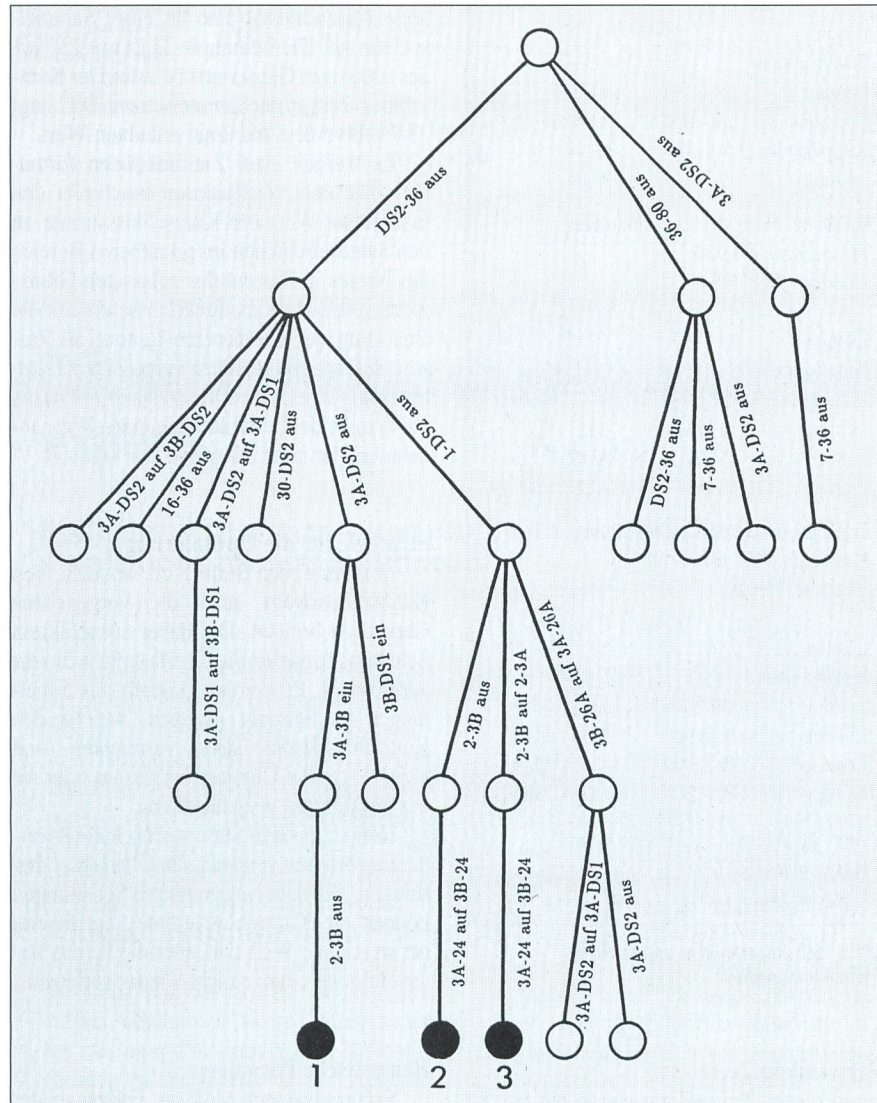 DS2-36 aus
36-80 aus
3A-DS2 aus
3A-DS2 auf 3B-DS2
16-36 aus
3A-DS2 auf 3A-DS1
30-DS2 aus
3A-DS2 aus
1-DS2 aus
DS2-36 aus
7-36 aus
3A-DS2 aus
7-36 aus
3A-DS1 auf 3B-DS1
3A-3B ein
3B-DS1 ein
2-3B aus
2-3B auf 2-3A
3B-26A auf 3A-26A
2-3B aus
3A-24 auf 3B-24
3A-24 auf 3B-24
3A-DS2 auf 3A-DS1
3A-DS2 aus
1
2
3